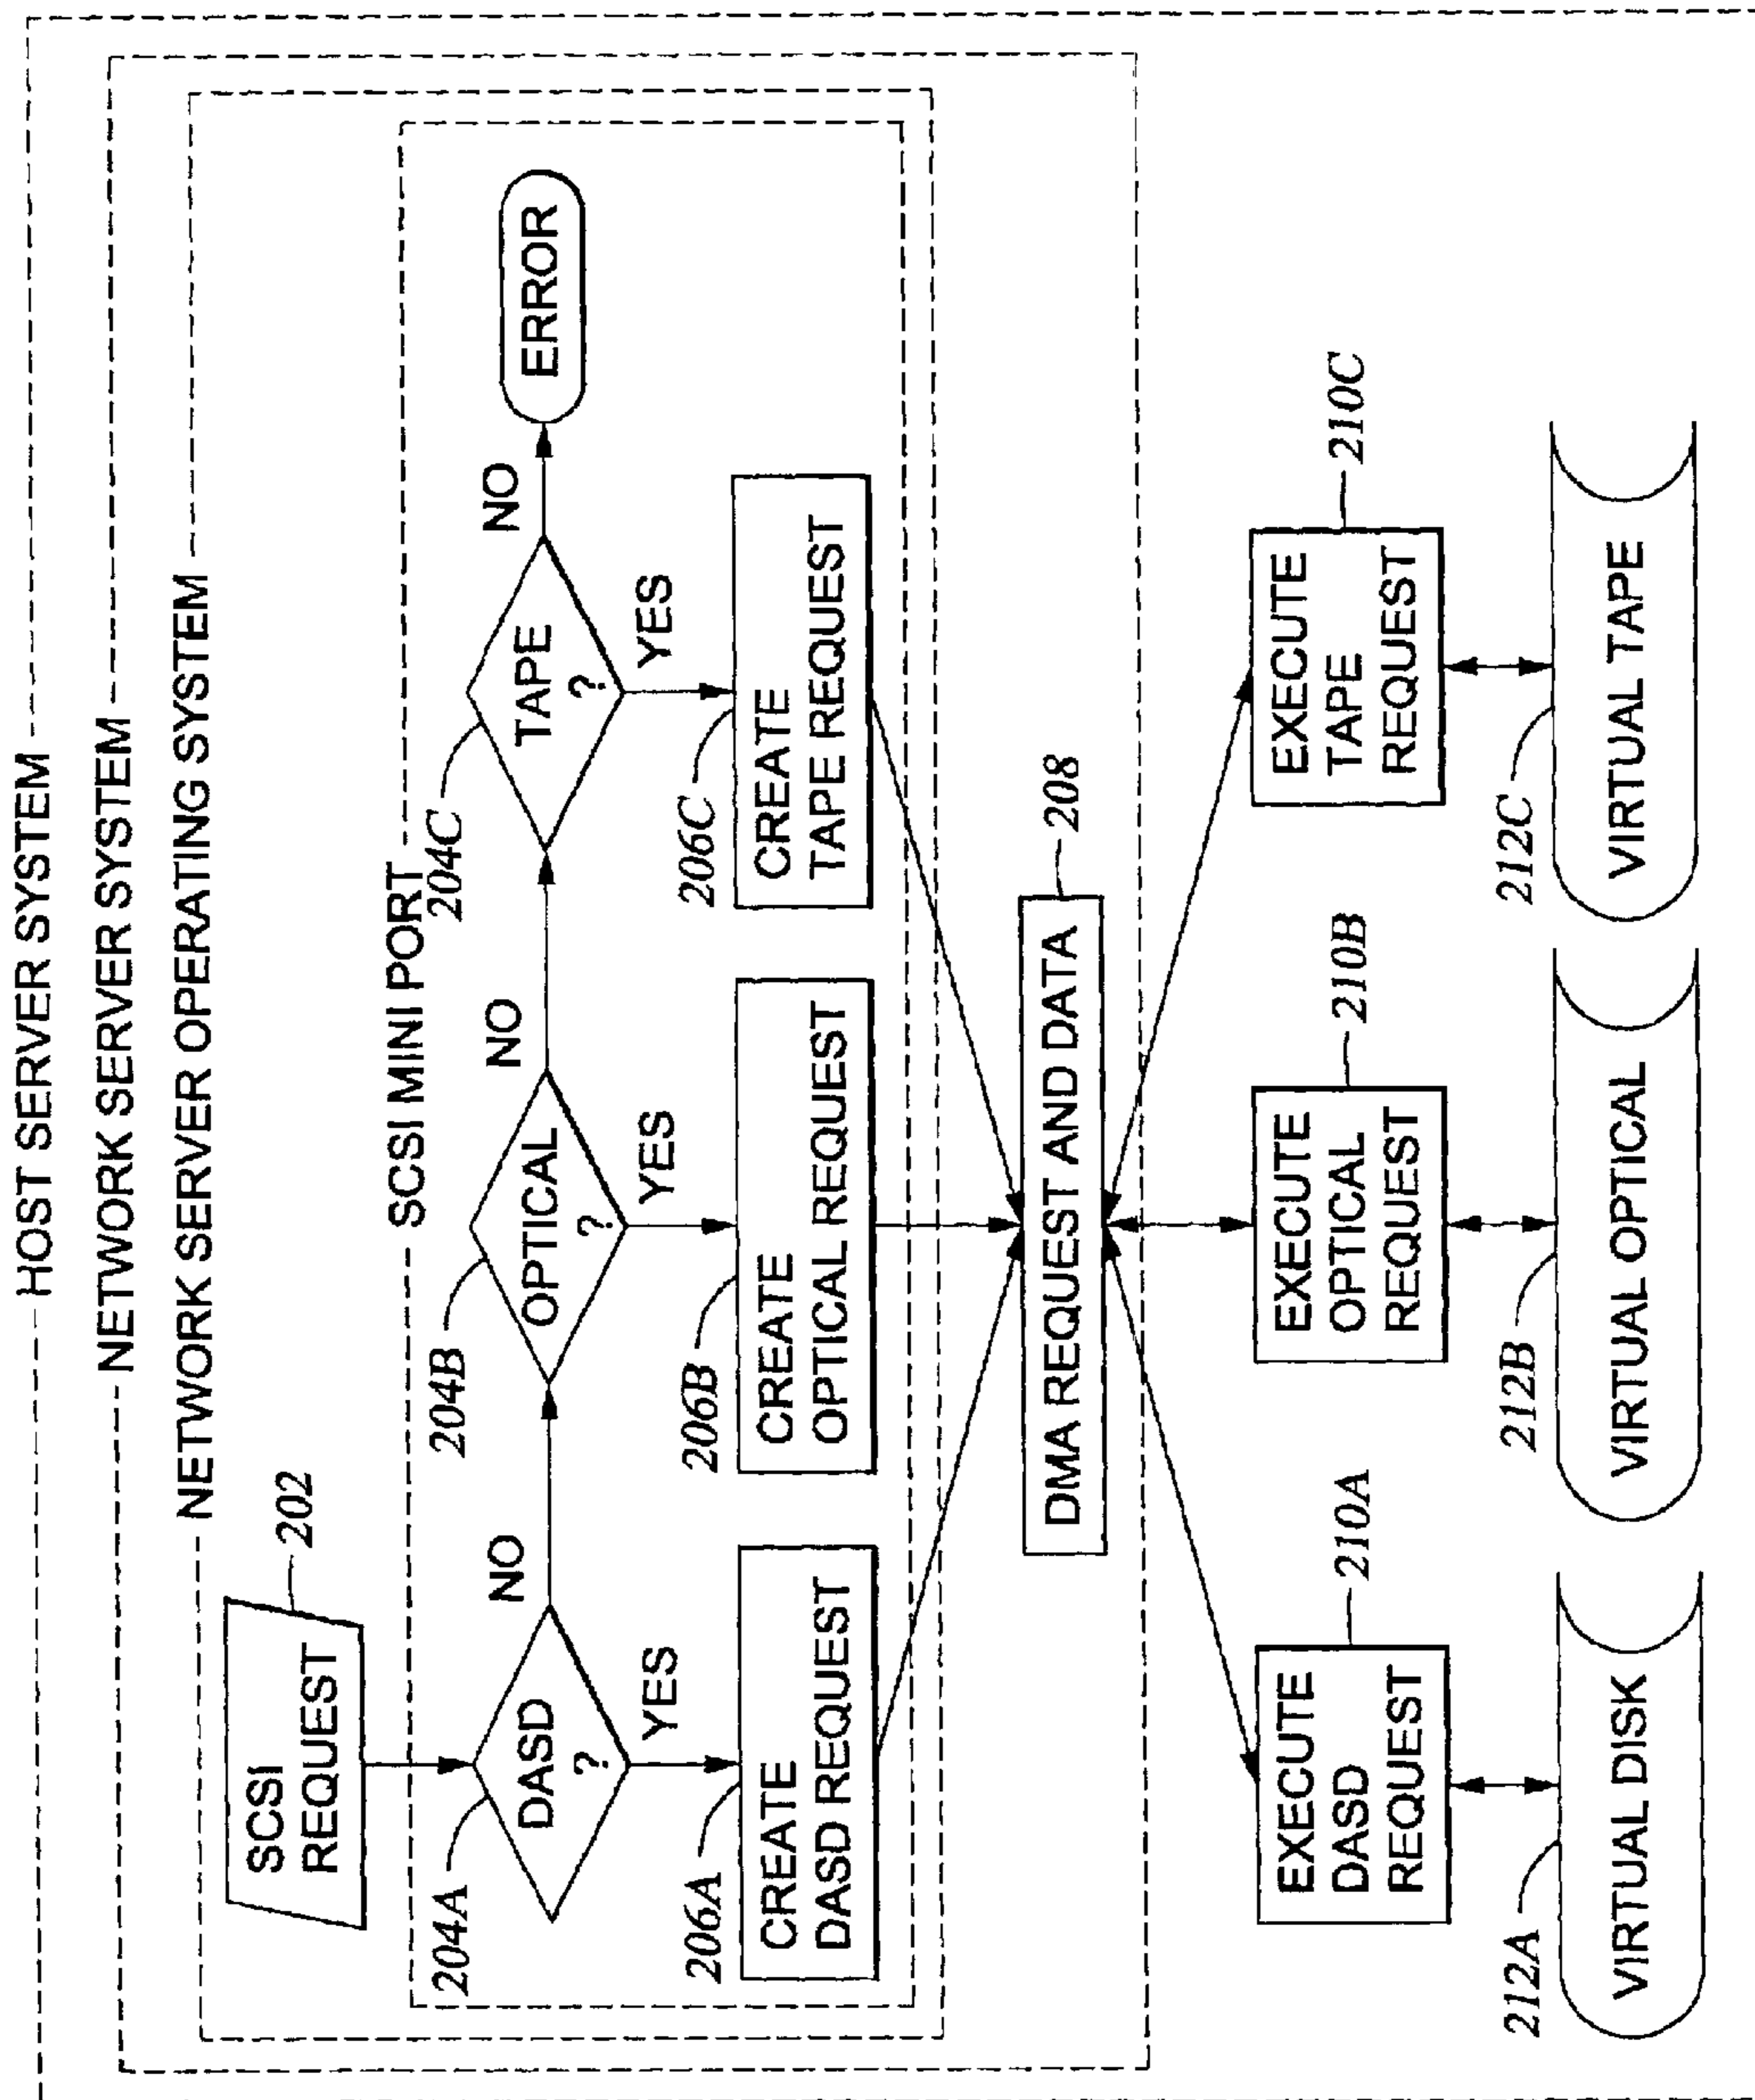 HOST SERVER SYSTEM
NETWORK SERVER SYSTEM
NETWORK SERVER OPERATING SYSTEM
SCSI
REQUEST
202
SCSI MINI PORT
204A
DASD
?
NO
YES
204B
OPTICAL
?
NO
YES
204C
TAPE
?
NO
YES
ERROR
206A
CREATE
DASD REQUEST
206B
CREATE
OPTICAL REQUEST
206C
CREATE
TAPE REQUEST
DMA REQUEST AND DATA
208
EXECUTE
DASD
REQUEST
210A
EXECUTE
OPTICAL
REQUEST
210B
EXECUTE
TAPE
REQUEST
210C
212A
VIRTUAL DISK
212B
VIRTUAL OPTICAL
212C
VIRTUAL TAPE